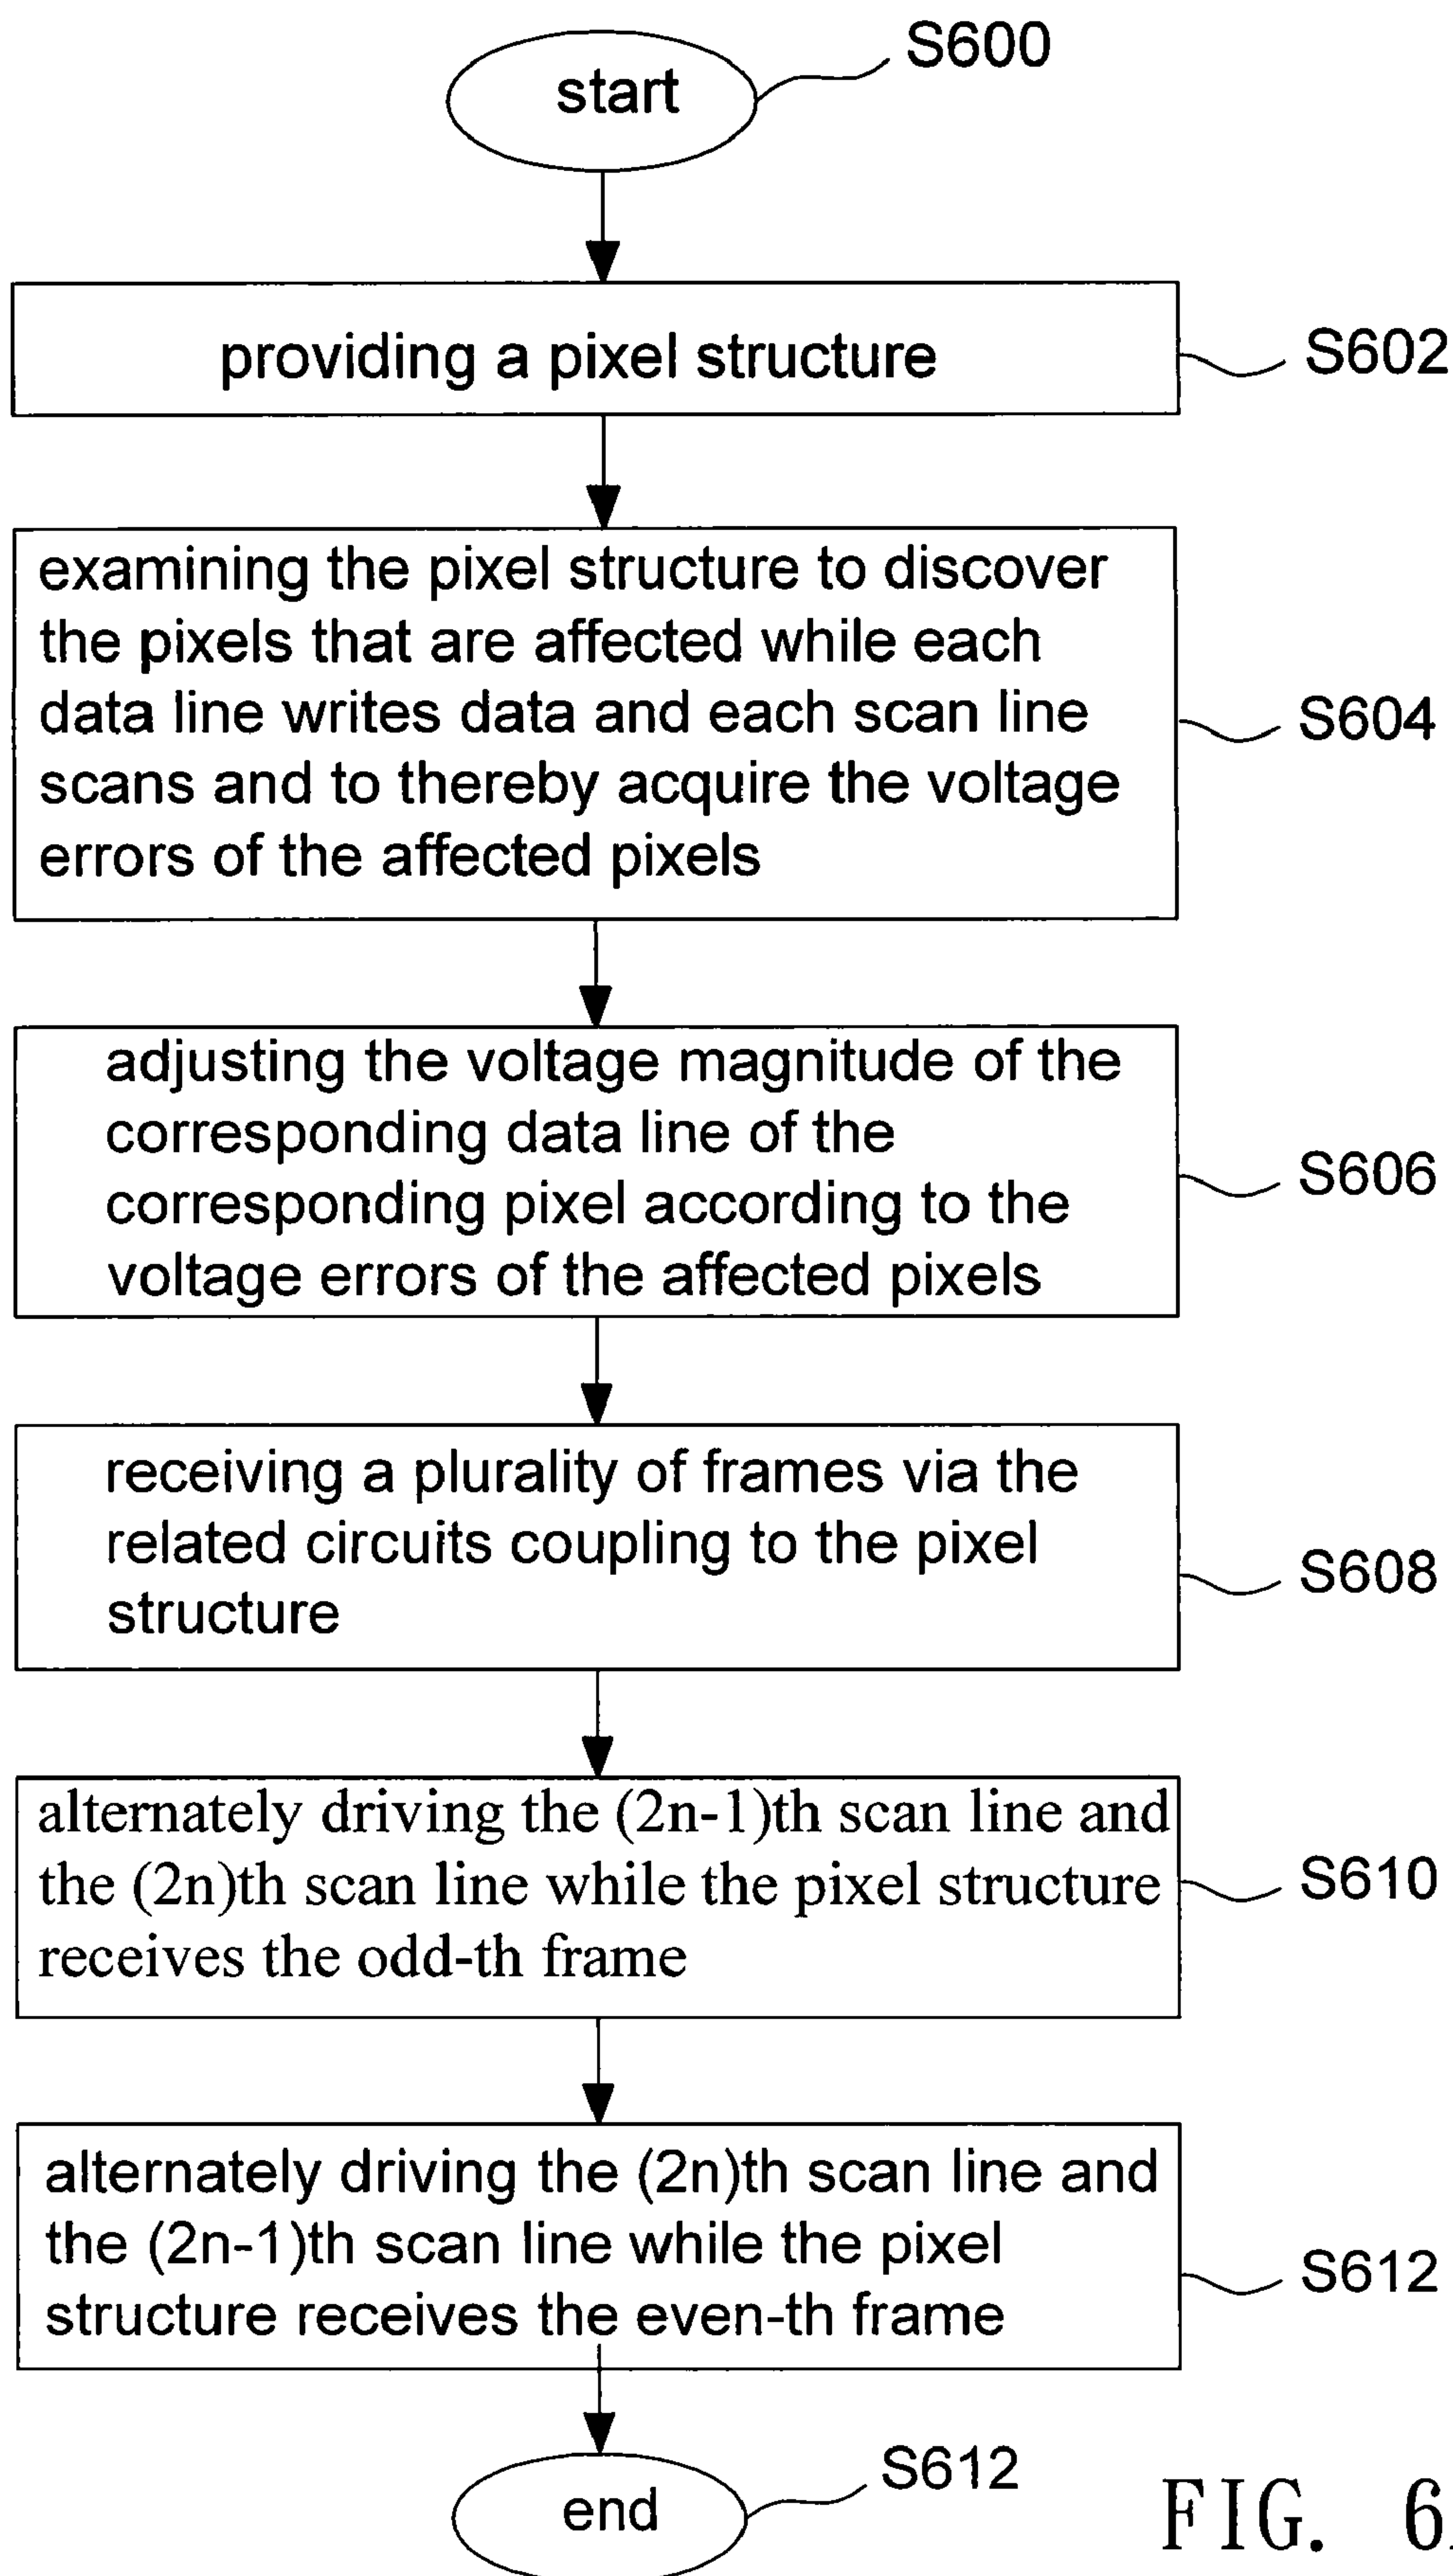 start
S600
providing a pixel structure
S602
examining the pixel structure to discover
the pixels that are affected while each
data line writes data and each scan line
scans and to thereby acquire the voltage
errors of the affected pixels
S604
adjusting the voltage magnitude of the
corresponding data line of the
corresponding pixel according to the
voltage errors of the affected pixels
S606
receiving a plurality of frames via the
related circuits coupling to the pixel
structure
S608
alternately driving the (2n-1)th scan line and
the (2n)th scan line while the pixel structure
receives the odd-th frame
S610
alternately driving the (2n)th scan line and
the (2n-1)th scan line while the pixel
structure receives the even-th frame
S612
end
S612
FIG. 6.